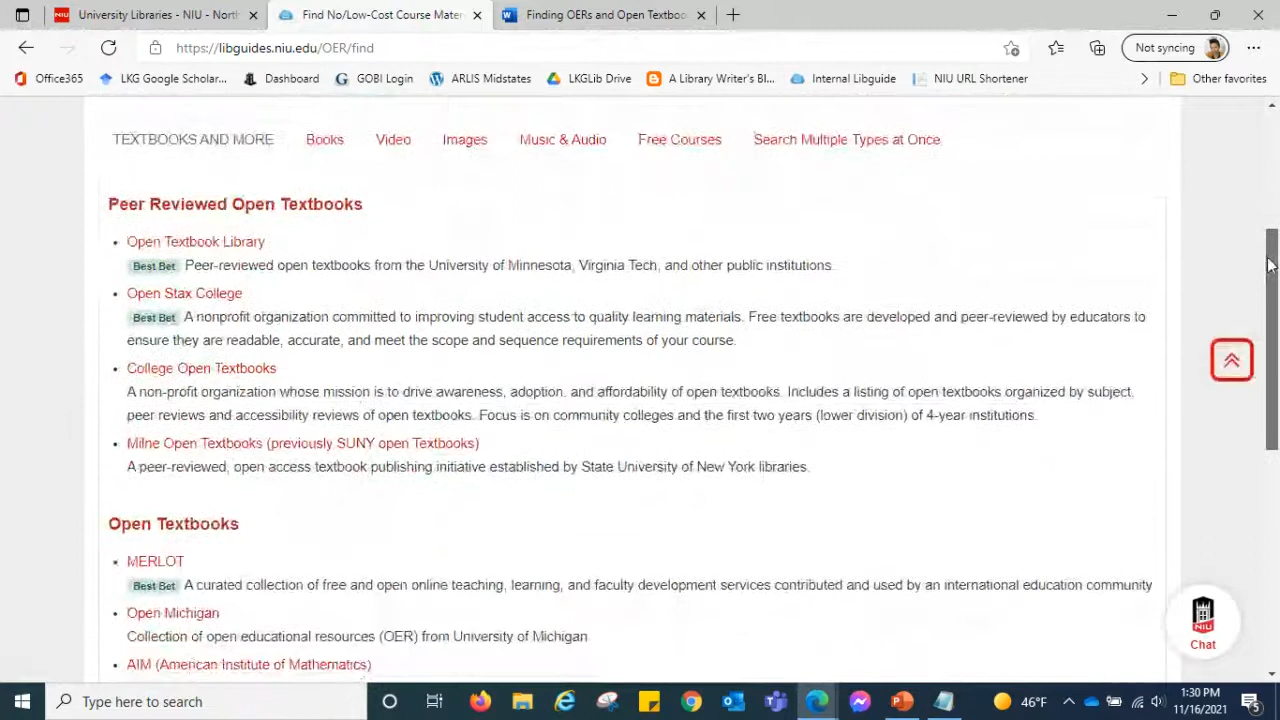 University Libraries - NIU - North
Find No/Low-Cost Course Mater
Finding OERs and Open Textboo
https://libguides.niu.edu/OER/find
Not syncing
Office365
LKG Google Scholar...
Dashboard
GOBI Login
ARLIS Midstates
LKGLib Drive
A Library Writer's Bl...
Internal Libguide
NIU URL Shortener
Other favorites
TEXTBOOKS AND MORE
Books
Video
Images
Music & Audio
Free Courses
Search Multiple Types at Once
Peer Reviewed Open Textbooks
Open Textbook Library
Best Bet Peer-reviewed open textbooks from the University of Minnesota, Virginia Tech, and other public institutions.
Open Stax College
Best Bet A nonprofit organization committed to improving student access to quality learning materials. Free textbooks are developed and peer-reviewed by educators to
ensure they are readable, accurate, and meet the scope and sequence requirements of your course.
College Open Textbooks
A non-profit organization whose mission is to drive awareness, adoption, and affordability of open textbooks. Includes a listing of open textbooks organized by subject,
peer reviews and accessibility reviews of open textbooks. Focus is on community colleges and the first two years (lower division) of 4-year institutions.
Milne Open Textbooks (previously SUNY open Textbooks)
A peer-reviewed, open access textbook publishing initiative established by State University of New York libraries.
Open Textbooks
MERLOT
Best Bet A curated collection of free and open online teaching, learning, and faculty development services contributed and used by an international education community
Open Michigan
Collection of open educational resources (OER) from University of Michigan
AIM (American Institute of Mathematics)
NIU
Chat
Type here to search
46°F
1:30 PM
11/16/2021
5